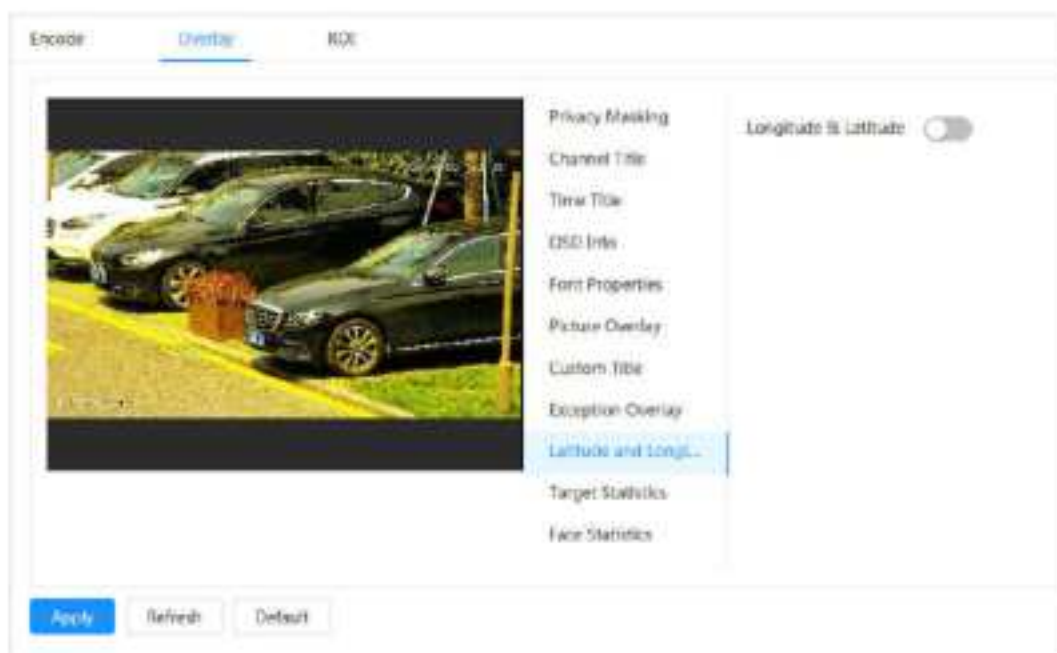 Encode
Overlay
ROI
Privacy Masking
Channel Title
Time Title
OSD Info
Font Properties
Picture Overlay
Custom Title
Exception Overlay
Latitude and Longi...
Target Statistics
Face Statistics
Longitude & Latitude
Apply
Refresh
Default